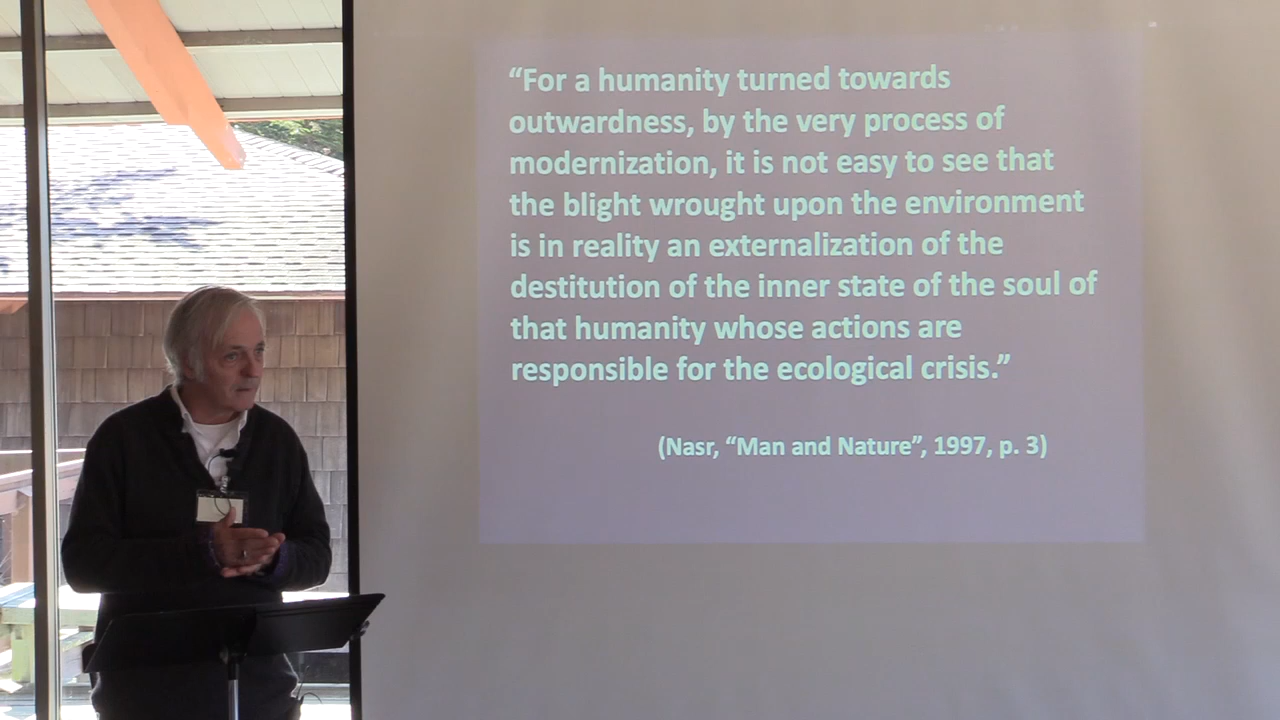 “For a humanity turned towards
outwardness, by the very process of
modernization, it is not easy to see that
the blight wrought upon the environment
is in reality an externalization of the
destitution of the inner state of the soul of
that humanity whose actions are
responsible for the ecological crisis.”
(Nasr, “Man and Nature”, 1997, p. 3)